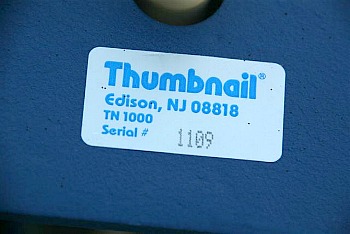 Thumbnail®
Edison, NJ 08818
TN 1000
Serial # 1109